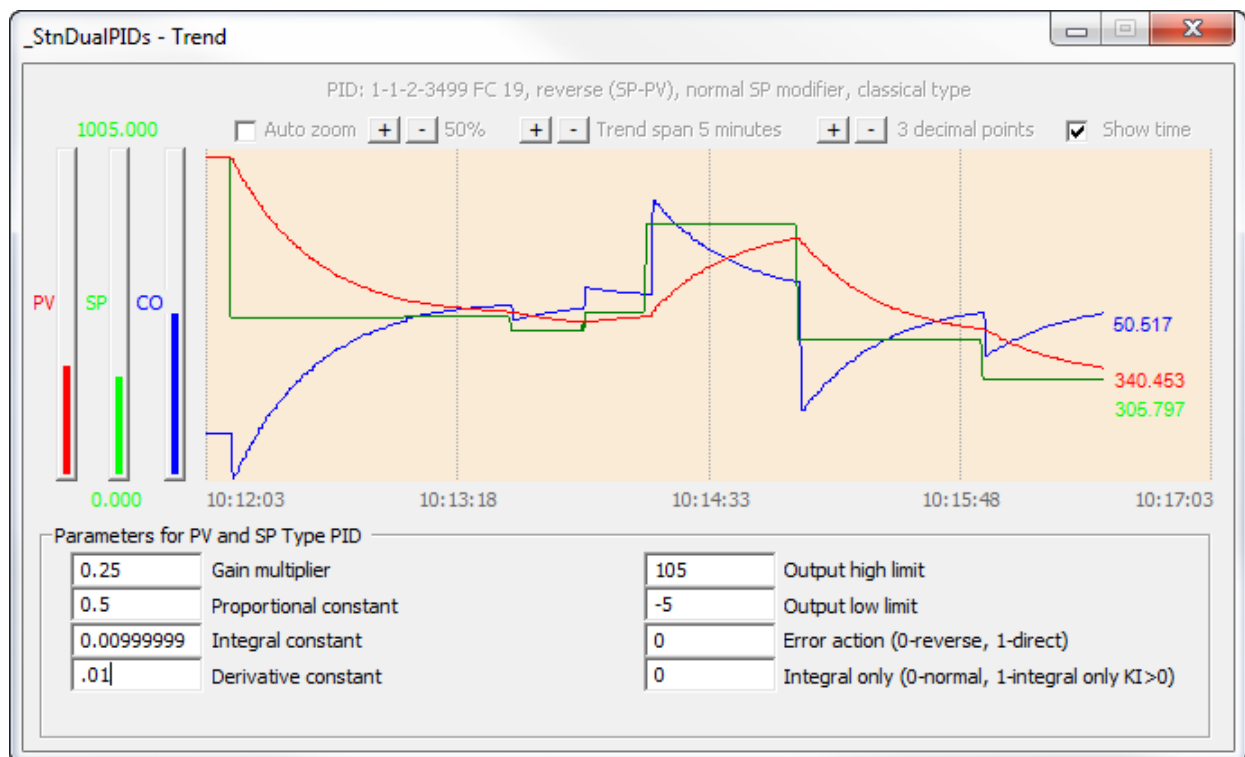 _StnDualPIDs - Trend
PID: 1-1-2-3499 FC 19, reverse (SP-PV), normal SP modifier, classical type
1005.000 Auto zoom + - 50% + - Trend span 5 minutes + - 3 decimal points Show time
PV SP CO
50.517
340.453
305.797
0.000 10:12:03 10:13:18 10:14:33 10:15:48 10:17:03
Parameters for PV and SP Type PID
0.25 Gain multiplier 105 Output high limit
0.5 Proportional constant -5 Output low limit
0.00999999 Integral constant 0 Error action (0-reverse, 1-direct)
.01 Derivative constant 0 Integral only (0-normal, 1-integral only KI>0)